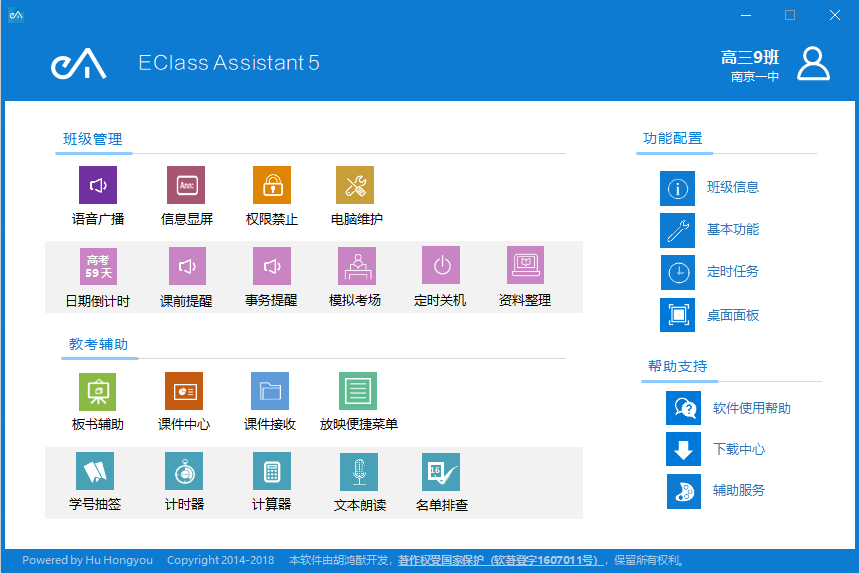 EClass Assistant 5
高三9班
南京一中
班级管理
Ann:
语音广播 信息显屏 权限禁止 电脑维护
高考
59 天
日期倒计时 课前提醒 事务提醒 模拟考场 定时关机 资料整理
教考辅助
板书辅助 课件中心 课件接收 放映便捷菜单
16
学号抽签 计时器 计算器 文本朗读 名单排查
功能配置
班级信息
基本功能
定时任务
桌面面板
帮助支持
软件使用帮助
下载中心
辅助服务
Powered by Hu Hongyou Copyright 2014-2018 本软件由胡鸿猷开发，著作权受国家保护（软著登字1607011号），保留所有权利。